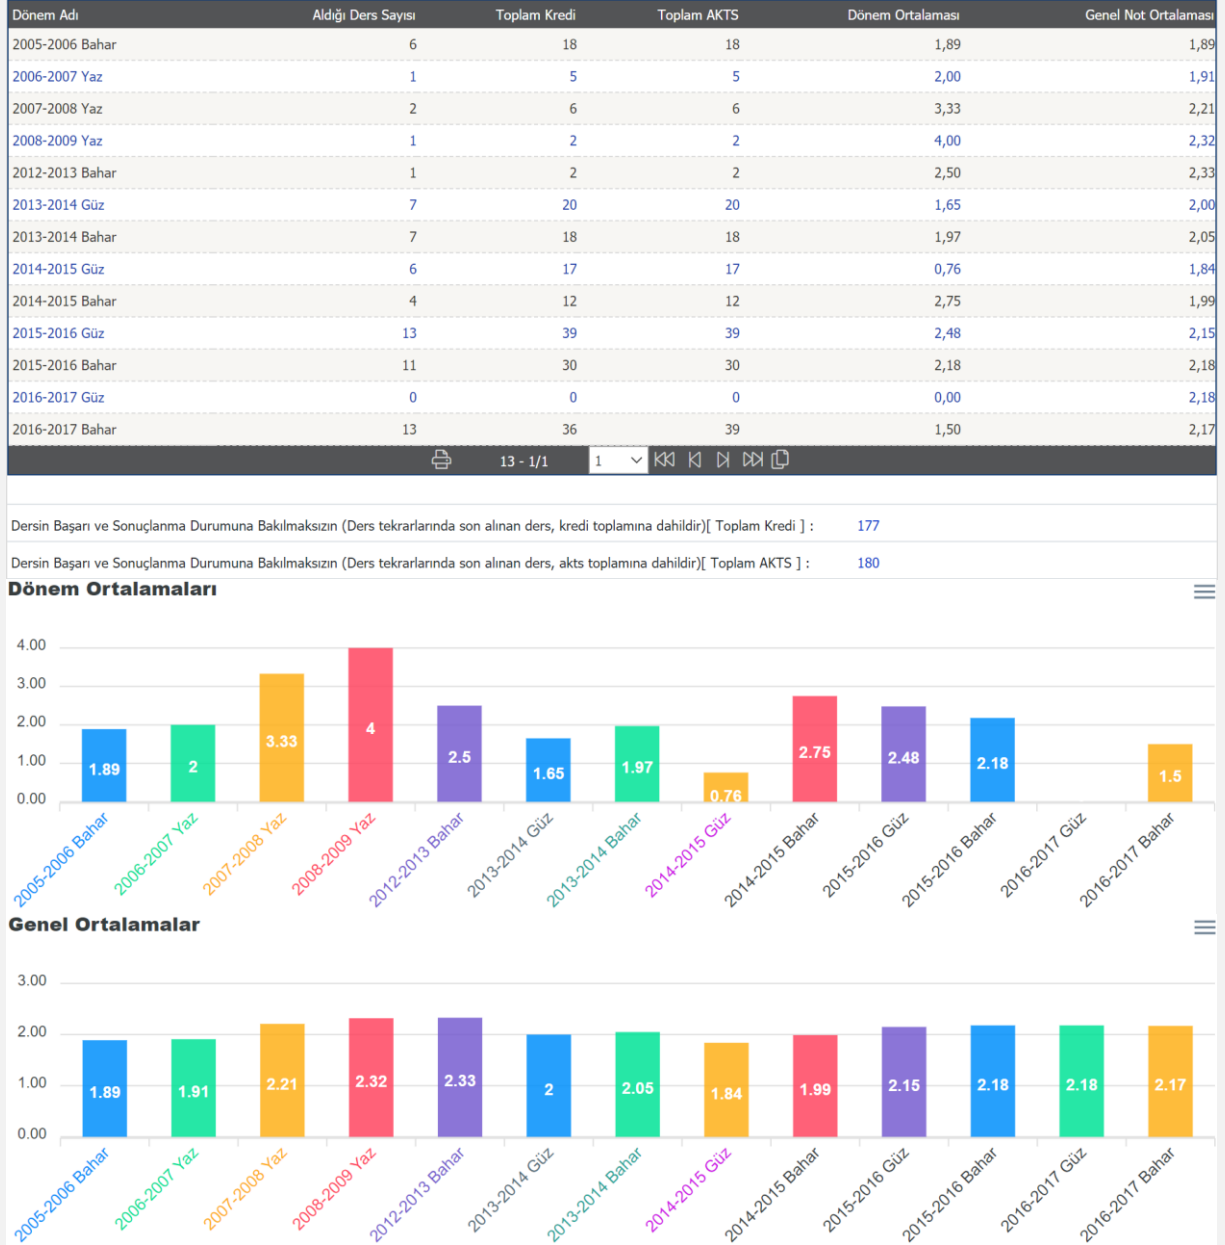 Dönem Adı Aldığı Ders Sayısı Toplam Kredi Toplam AKTS Dönem Ortalaması Genel Not Ortalaması
2005-2006 Bahar 6 18 18 1,89 1,89
2006-2007 Yaz 1 5 5 2,00 1,91
2007-2008 Yaz 2 6 6 3,33 2,21
2008-2009 Yaz 1 2 2 4,00 2,32
2012-2013 Bahar 1 2 2 2,50 2,33
2013-2014 Güz 7 20 20 1,65 2,00
2013-2014 Bahar 7 18 18 1,97 2,05
2014-2015 Güz 6 17 17 0,76 1,84
2014-2015 Bahar 4 12 12 2,75 1,99
2015-2016 Güz 13 39 39 2,48 2,15
2015-2016 Bahar 11 30 30 2,18 2,18
2016-2017 Güz 0 0 0 0,00 2,18
2016-2017 Bahar 13 36 39 1,50 2,17
13 - 1/1 1
Dersin Başarı ve Sonuçlanma Durumuna Bakılmaksızın (Ders tekrarlarında son alınan ders, kredi toplamına dahildir)[ Toplam Kredi ] : 177
Dersin Başarı ve Sonuçlanma Durumuna Bakılmaksızın (Ders tekrarlarında son alınan ders, akts toplamına dahildir)[ Toplam AKTS ] : 180
Dönem Ortalamaları
4.00
3.00
2.00
1.00
0.00
1.89 2 3.33 4 2.5 1.65 1.97 0.76 2.75 2.48 2.18 1.5
2005-2006 Bahar 2006-2007 Yaz 2007-2008 Yaz 2008-2009 Yaz 2012-2013 Bahar 2013-2014 Güz 2013-2014 Bahar 2014-2015 Güz 2014-2015 Bahar 2015-2016 Güz 2015-2016 Bahar 2016-2017 Güz 2016-2017 Bahar
Genel Ortalamalar
3.00
2.00
1.00
0.00
1.89 1.91 2.21 2.32 2.33 2 2.05 1.84 1.99 2.15 2.18 2.18 2.17
2005-2006 Bahar 2006-2007 Yaz 2007-2008 Yaz 2008-2009 Yaz 2012-2013 Bahar 2013-2014 Güz 2013-2014 Bahar 2014-2015 Güz 2014-2015 Bahar 2015-2016 Güz 2015-2016 Bahar 2016-2017 Güz 2016-2017 Bahar